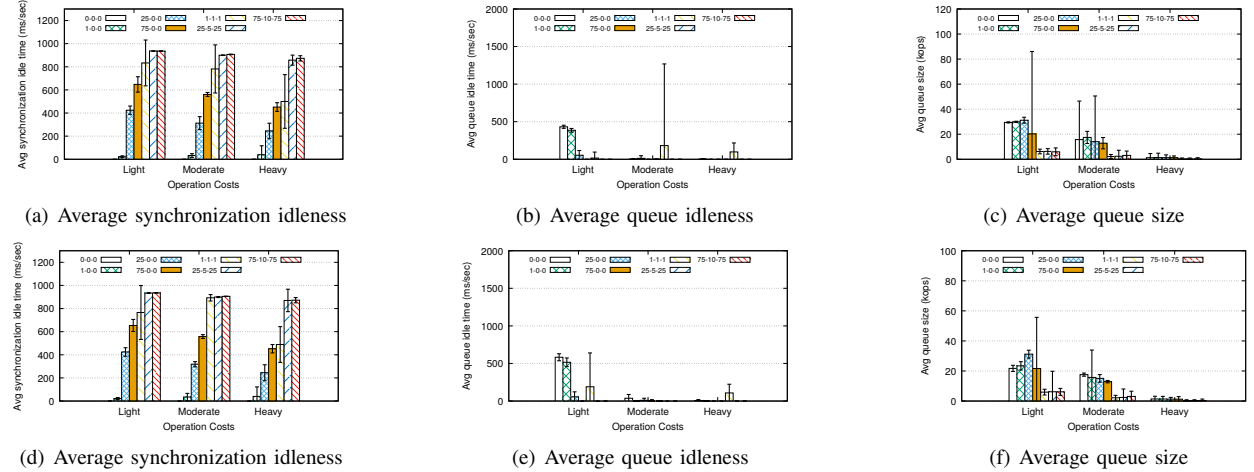 Avg synchronization idle time (ms/sec)
1200
1000
800
600
400
200
0
0-0-0
1-0-0
25-0-0
75-0-0
1-1-1
25-5-25
75-10-75
Light
Moderate
Heavy
Operation Costs
(a) Average synchronization idleness
Avg queue idle time (ms/sec)
2000
1500
1000
500
0
0-0-0
1-0-0
25-0-0
75-0-0
1-1-1
25-5-25
75-10-75
Light
Moderate
Heavy
Operation Costs
(b) Average queue idleness
Avg queue size (kops)
120
100
80
60
40
20
0
0-0-0
1-0-0
25-0-0
75-0-0
1-1-1
25-5-25
75-10-75
Light
Moderate
Heavy
Operation Costs
(c) Average queue size
Avg synchronization idle time (ms/sec)
1200
1000
800
600
400
200
0
0-0-0
1-0-0
25-0-0
75-0-0
1-1-1
25-5-25
75-10-75
Light
Moderate
Heavy
Operation Costs
(d) Average synchronization idleness
Avg queue idle time (ms/sec)
2000
1500
1000
500
0
0-0-0
1-0-0
25-0-0
75-0-0
1-1-1
25-5-25
75-10-75
Light
Moderate
Heavy
Operation Costs
(e) Average queue idleness
Avg queue size (kops)
100
80
60
40
20
0
0-0-0
1-0-0
25-0-0
75-0-0
1-1-1
25-5-25
75-10-75
Light
Moderate
Heavy
Operation Costs
(f) Average queue size